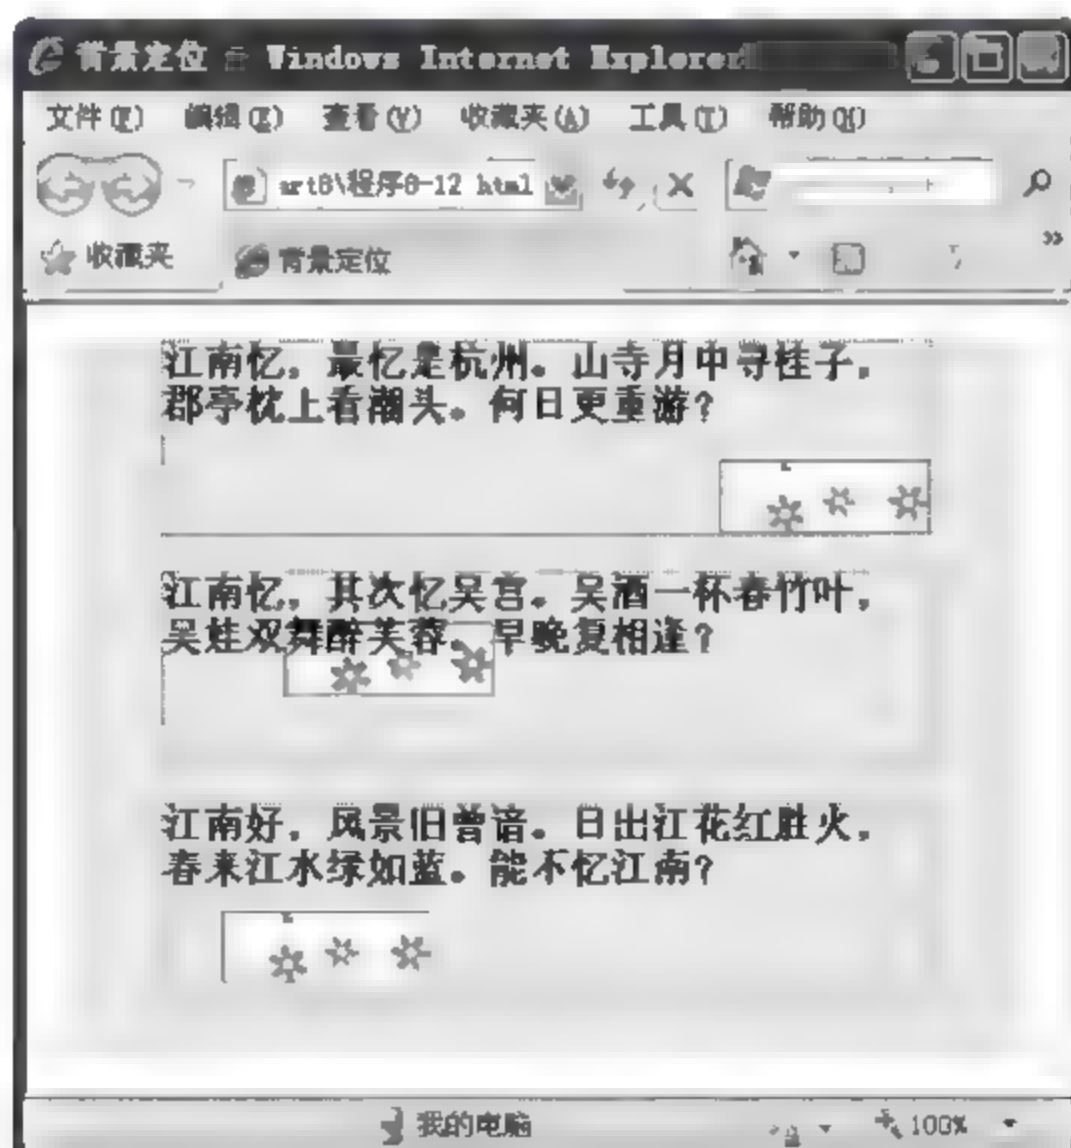 背景定位 - Windows Internet Explorer
文件(F) 编辑(E) 查看(V) 收藏夹(A) 工具(T) 帮助(H)
art8\程序8-12 html
收藏夹 背景定位
江南忆，最忆是杭州。山寺月中寻桂子，
郡亭枕上看潮头。何日更重游？
江南忆，其次忆吴宫。吴酒一杯春竹叶，
吴娃双舞醉芙蓉。早晚复相逢？
江南好，风景旧曾谙。日出江花红胜火，
春来江水绿如蓝。能不忆江南？
我的电脑 100%